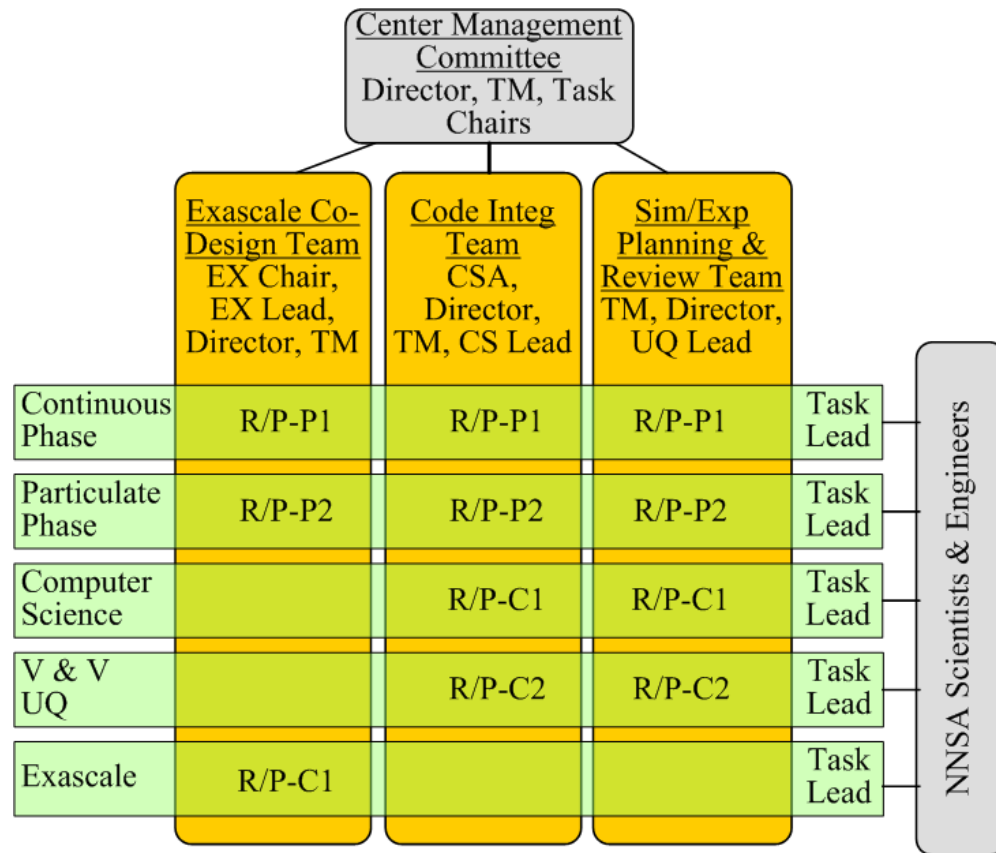 Center Management
Committee
Director, TM, Task
Chairs
Exascale Co-
Design Team
EX Chair,
EX Lead,
Director, TM
Code Integ
Team
CSA,
Director,
TM, CS Lead
Sim/Exp
Planning &
Review Team
TM, Director,
UQ Lead
Continuous
Phase
R/P-P1
R/P-P1
R/P-P1
Task
Lead
Particulate
Phase
R/P-P2
R/P-P2
R/P-P2
Task
Lead
Computer
Science
R/P-C1
R/P-C1
Task
Lead
V & V
UQ
R/P-C2
R/P-C2
Task
Lead
Exascale
R/P-C1
Task
Lead
NNSA Scientists & Engineers